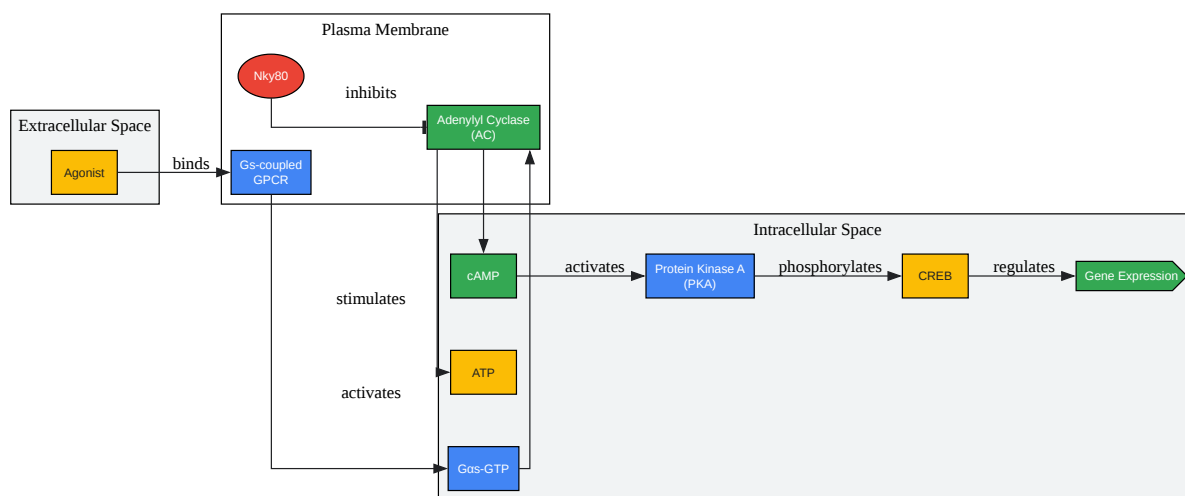 Plasma Membrane
Nky80
inhibits
Adenylyl Cyclase
(AC)
Extracellular Space
Agonist
binds
Gs-coupled
GPCR
Intracellular Space
cAMP
activates
Protein Kinase A
(PKA)
phosphorylates
CREB
regulates
Gene Expression
stimulates
ATP
activates
Gαs-GTP